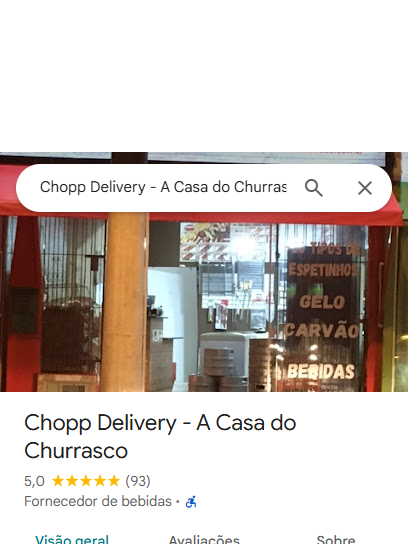 Chopp Delivery - A Casa do Churras
TIPOS DE
ESPETINHOS
GELO
CARVÃO
BEBIDAS
Chopp Delivery - A Casa do
Churrasco
5,0 ★★★★★ (93)
Fornecedor de bebidas ·
Visão geral Avaliações Sobre